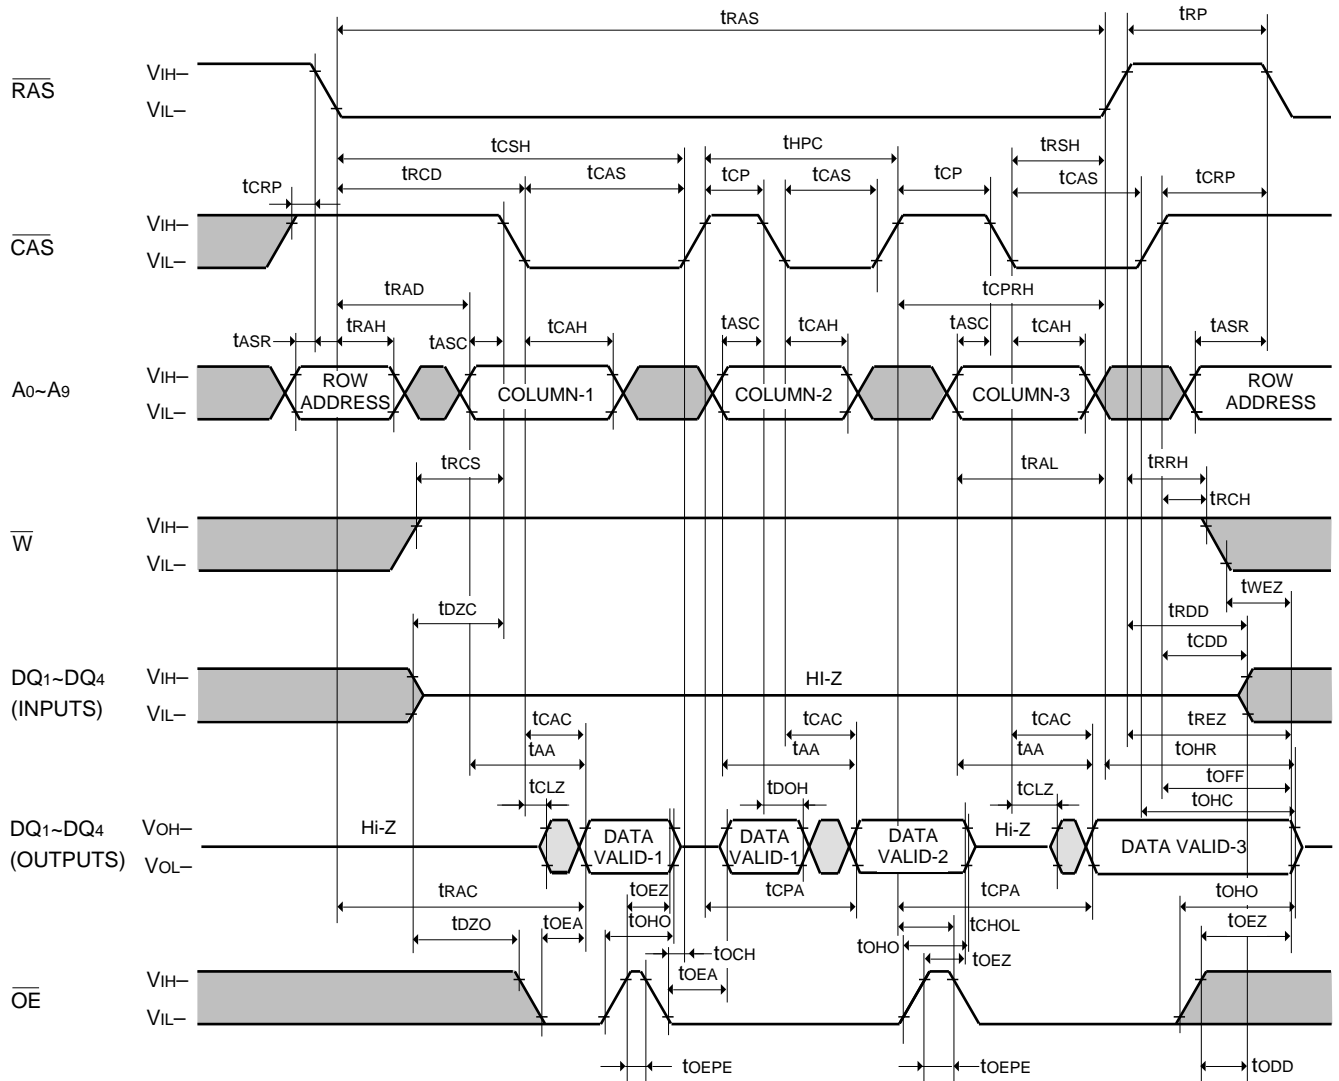 tRAS
tRP
RAS
VIH–
VIL–
tCSH
tHPC
tRSH
tRCD
tCAS
tCP
tCAS
tCP
tCAS
tCRP
tCRP
CAS
VIH–
VIL–
tRAD
tCPRH
tASR
tRAH
tASC
tCAH
tASC
tCAH
tASC
tCAH
tASR
A0~A9
VIH–
VIL–
ROW
ADDRESS
COLUMN-1
COLUMN-2
COLUMN-3
ROW
ADDRESS
tRCS
tRAL
tRRH
tRCH
W
VIH–
VIL–
tWEZ
tDZC
tRDD
tCDD
DQ1~DQ4
(INPUTS)
VIH–
VIL–
HI-Z
tCAC
tCAC
tCAC
tREZ
tAA
tAA
tAA
tOHR
tCLZ
tDOH
tCLZ
tOFF
tOHC
DQ1~DQ4
(OUTPUTS)
VOH–
VOL–
Hi-Z
DATA
VALID-1
DATA
VALID-1
DATA
VALID-2
Hi-Z
DATA VALID-3
tRAC
tOEZ
tCPA
tCPA
tOHO
tDZO
tOEA
tOHO
tCHOL
tOEZ
tOCH
tOHO
tOEZ
tOEA
OE
VIH–
VIL–
tOEPE
tOEPE
tODD